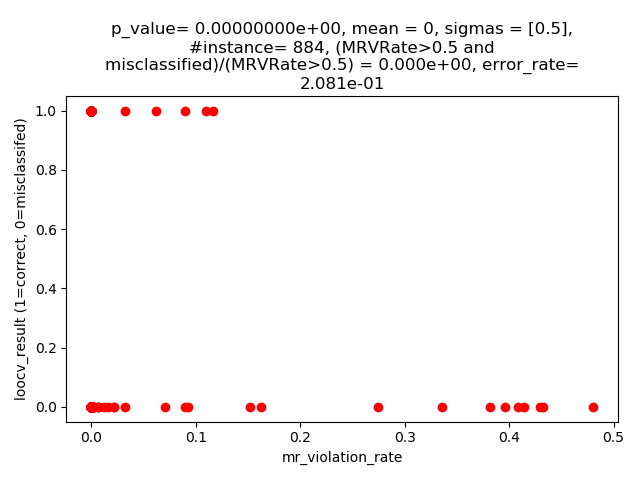 p_value= 0.00000000e+00, mean = 0, sigmas = [0.5],
#instance= 884, (MRVRate>0.5 and
misclassified)/(MRVRate>0.5) = 0.000e+00, error_rate=
2.081e-01
1.0
0.8
0.6
0.4
0.2
0.0
loocv_result (1=correct, 0=misclassifed)
0.0 0.1 0.2 0.3 0.4 0.5
mr_violation_rate